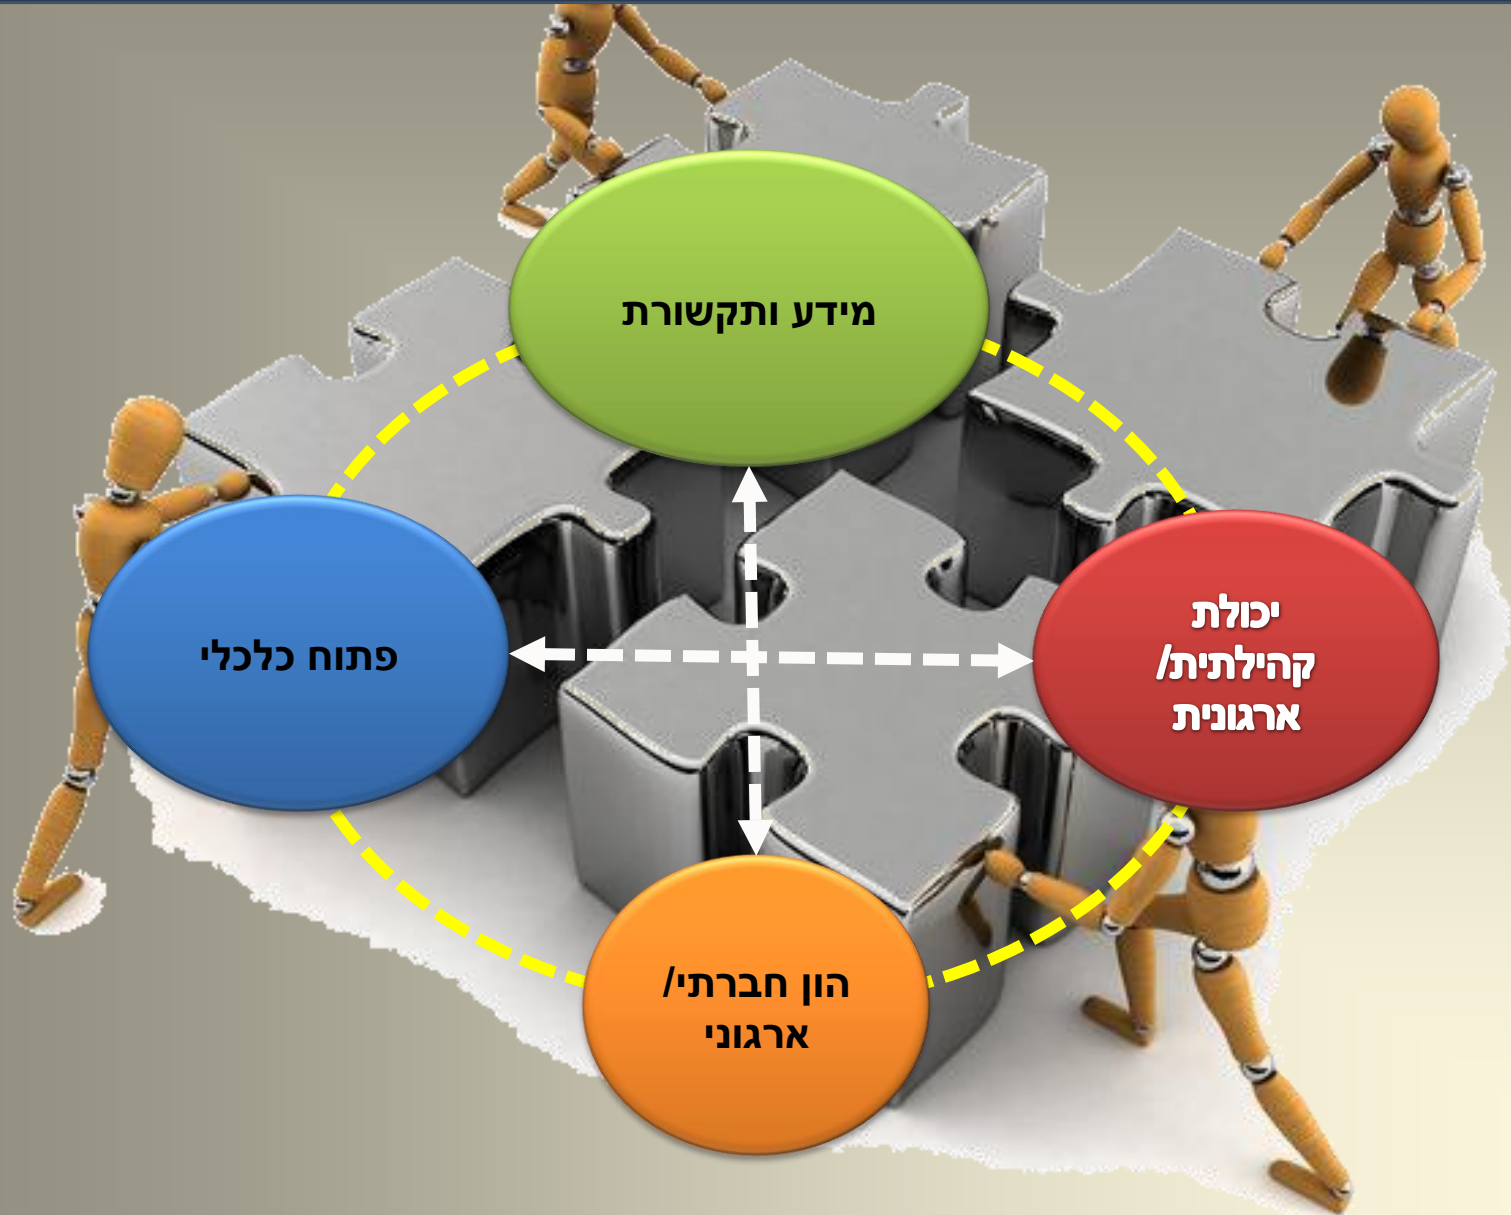 מידע ותקשורת
יכולת
קהילתית/
ארגונית
פתוח כלכלי
הון חברתי/
ארגוני